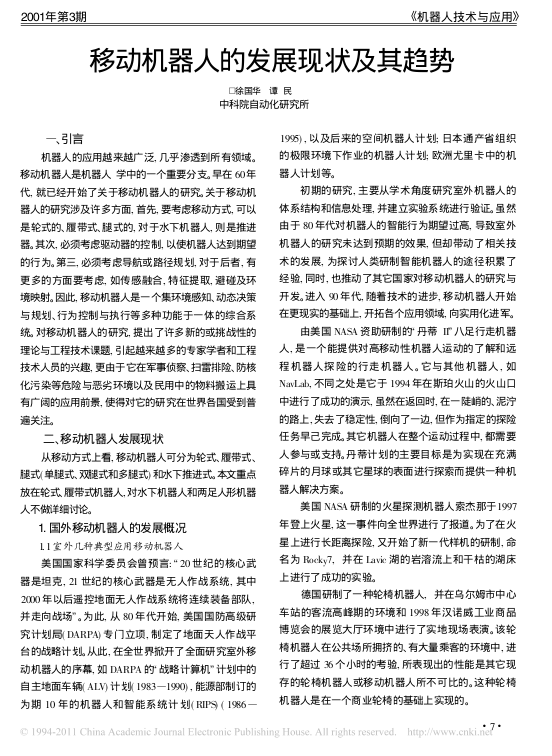 2001年第3期
《机器人技术与应用》
移动机器人的发展现状及其趋势
□徐国华 谭 民
中科院自动化研究所
一、引言
机器人的应用越来越广泛, 几乎渗透到所有领域。
移动机器人是机器人 学中的一个重要分支。早在 60年
代, 就已经开始了关于移动机器人的研究。关于移动机
器人的研究涉及许多方面, 首先, 要考虑移动方式, 可以
是轮式的, 履带式, 腿式的, 对于水下机器人, 则是推进
器。其次, 必须考虑驱动器的控制, 以使机器人达到期望
的行为。第三, 必须考虑导航或路径规划, 对于后者, 有
更多的方面要考虑, 如传感融合, 特征提取, 避碰及环
境映射。因此, 移动机器人是一个集环境感知, 动态决策
与规划, 行为控制与执行等多种功能于一体的综合系
统。对移动机器人的研究, 提出了许多新的或挑战性的
理论与工程技术课题, 引起越来越多的专家学者和工程
技术人员的兴趣, 更由于它在军事侦察, 扫雷排险, 防核
化污染等危险与恶劣环境以及民用中的物料搬运上具
有广阔的应用前景, 使得对它的研究在世界各国受到普
遍关注。
二、移动机器人发展现状
从移动方式上看, 移动机器人可分为轮式、履带式、
腿式( 单腿式、双腿式和多腿式) 和水下推进式。本文重点
放在轮式、履带式机器人, 对水下机器人和两足人形机器
人不做详细讨论。
1. 国外移动机器人的发展概况
1. 1 室外几种典型应用移动机器人
美国国家科学委员会曾预言: “ 20世纪的核心武
器是坦克, 21 世纪的核心武器是无人作战系统, 其中
2000 年以后遥控地面无人作战系统将连续装备部队,
并走向战场”。为此, 从 80年代开始, 美国国防高级研
究计划局( DARPA) 专门立项, 制定了地面无人作战平
台的战略计划。从此, 在全世界掀开了全面研究室外移
动机器人的序幕, 如 DARPA 的“ 战略计算机” 计划中的
自主地面车辆( ALV) 计划( 1983—1990) , 能源部制订的
为期 10 年的机器人和智能系统计划( RIPS) ( 1986—
1995) , 以及后来的空间机器人计划; 日本通产省组织
的极限环境下作业的机器人计划; 欧洲尤里卡中的机
器人计划等。
初期的研究, 主要从学术角度研究室外机器人的
体系结构和信息处理, 并建立实验系统进行验证。虽然
由于 80 年代对机器人的智能行为期望过高, 导致室外
机器人的研究未达到预期的效果, 但却带动了相关技
术的发展, 为探讨人类研制智能机器人的途径积累了
经验, 同时, 也推动了其它国家对移动机器人的研究与
开发。进入 90 年代, 随着技术的进步, 移动机器人开始
在更现实的基础上, 开拓各个应用领域, 向实用化进军。
由美国 NASA 资助研制的“ 丹蒂 II” 八足行走机器
人, 是一个能提供对高移动性机器人运动的了解和远
程机器人探险的行走机器人。它与其他机器人, 如
NavLab, 不同之处是它于 1994 年在斯珀火山的火山口
中进行了成功的演示, 虽然在返回时, 在一陡峭的、泥泞
的路上, 失去了稳定性, 倒向了一边, 但作为指定的探险
任务早已完成。其它机器人在整个运动过程中, 都需要
人参与或支持。丹蒂计划的主要目标是为实现在充满
碎片的月球或其它星球的表面进行探索而提供一种机
器人解决方案。
美国 NASA 研制的火星探测机器人索杰那于 1997
年登上火星, 这一事件向全世界进行了报道。为了在火
星上进行长距离探险, 又开始了新一代样机的研制, 命
名为 Rocky7, 并在 Lavic 湖的岩溶流上和干枯的湖床
上进行了成功的实验。
德国研制了一种轮椅机器人, 并在乌尔姆市中心
车站的客流高峰期的环境和 1998 年汉诺威工业商品
博览会的展览大厅环境中进行了实地现场表演。该轮
椅机器人在公共场所拥挤的、有大量乘客的环境中, 进
行了超过 36 个小时的考验, 所表现出的性能是其它现
存的轮椅机器人或移动机器人所不可比的。这种轮椅
机器人是在一个商业轮椅的基础上实现的。
·7·
© 1994-2011 China Academic Journal Electronic Publishing House. All rights reserved. http://www.cnki.net